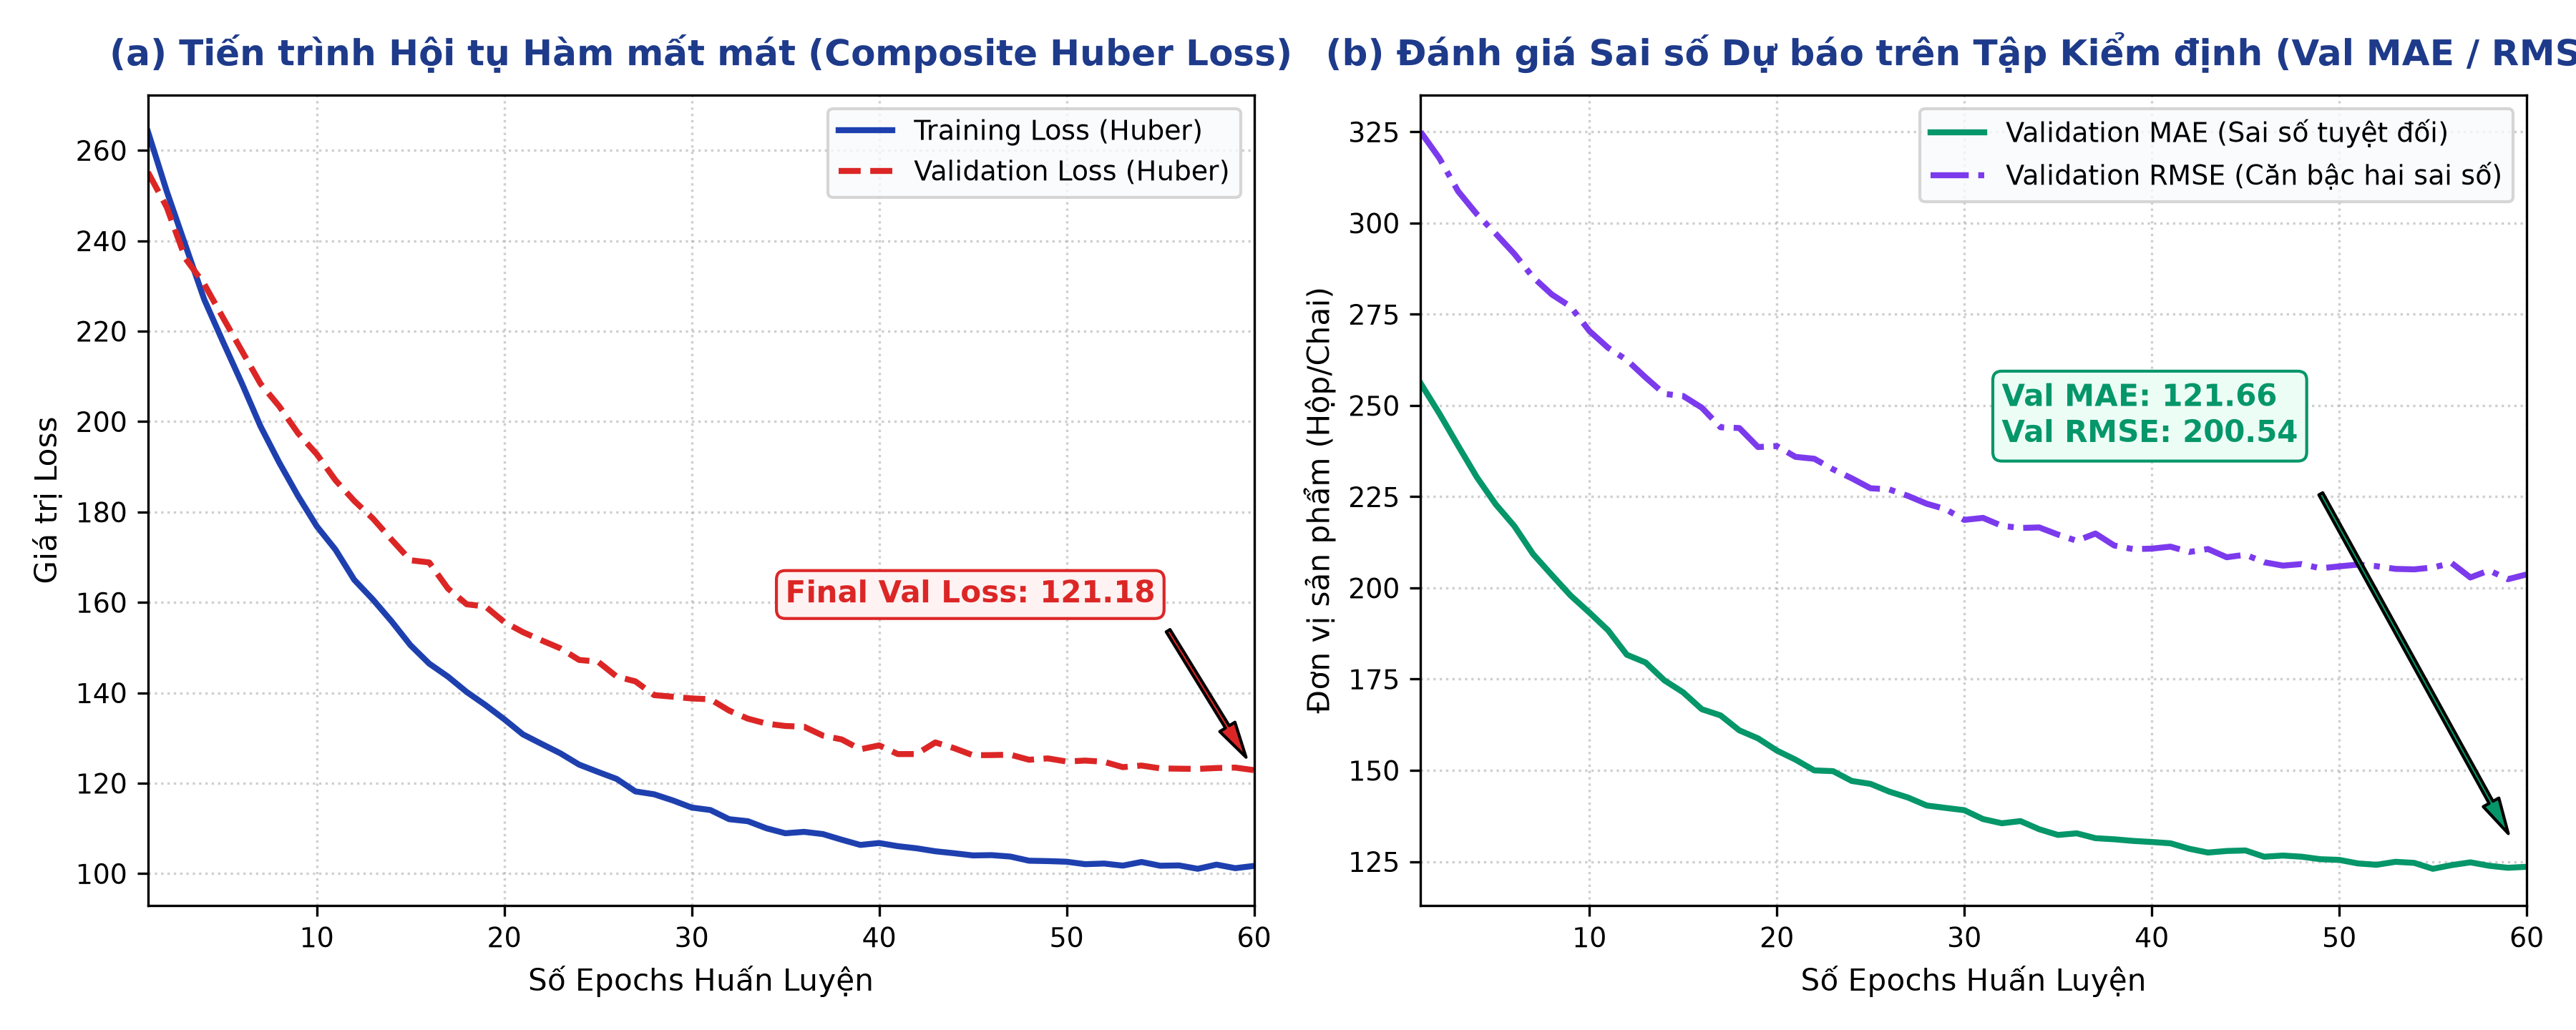 (a) Tiến trình Hội tụ Hàm mất mát (Composite Huber Loss)
260
240
220
200
180
160
140
120
100
Giá trị Loss
Training Loss (Huber)
Validation Loss (Huber)
Final Val Loss: 121.18
10 20 30 40 50 60
Số Epochs Huấn Luyện
(b) Đánh giá Sai số Dự báo trên Tập Kiểm định (Val MAE / RMS
325
300
275
250
225
200
175
150
125
Đơn vị sản phẩm (Hộp/Chai)
Validation MAE (Sai số tuyệt đối)
Validation RMSE (Căn bậc hai sai số)
Val MAE: 121.66
Val RMSE: 200.54
10 20 30 40 50 60
Số Epochs Huấn Luyện